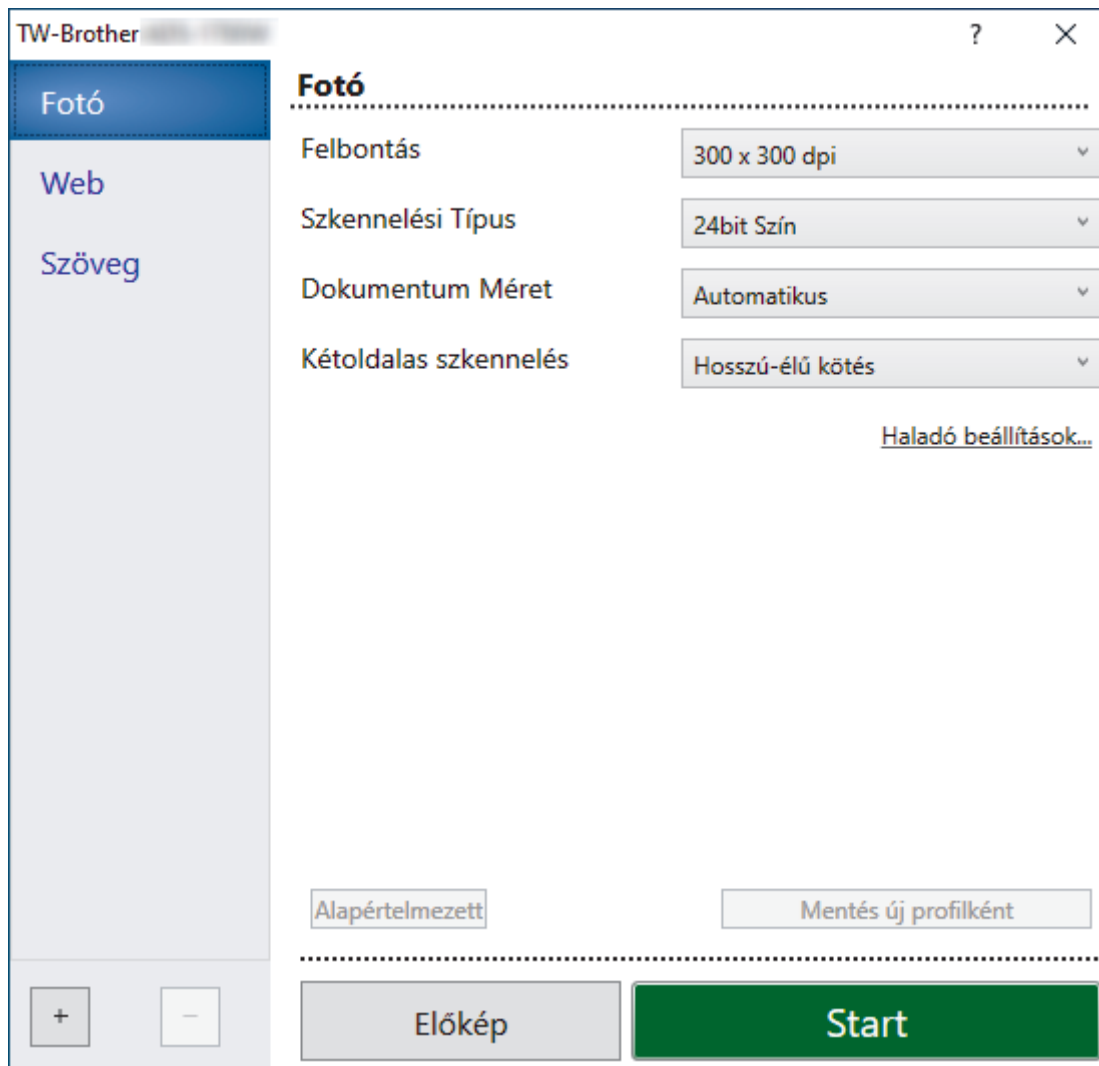 TW-Brother
?
Fotó
Web
Szöveg
Fotó
Felbontás
300 x 300 dpi
Szkennelési Típus
24bit Szín
Dokumentum Méret
Automatikus
Kétoldalas szkennelés
Hosszú-élű kötés
Haladó beállítások...
Alapértelmezett
Mentés új profilként
+
−
Előkép
Start